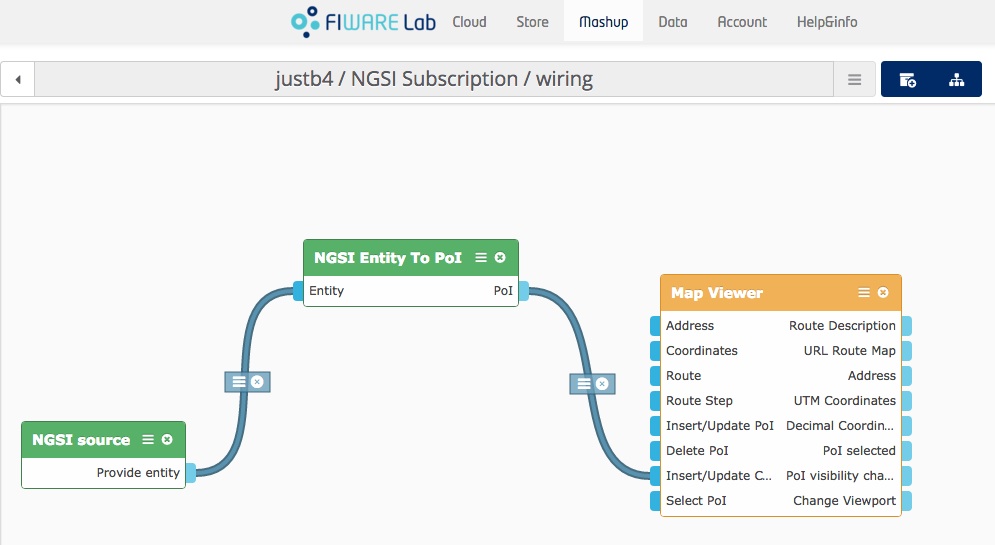 FIWARE Lab Cloud Store Mashup Data Account Help&info
justb4 / NGSI Subscription / wiring
NGSI Entity To PoI
Entity PoI
Map Viewer
Address Route Description
Coordinates URL Route Map
Route Address
Route Step UTM Coordinates
Insert/Update PoI Decimal Coordin...
Delete PoI PoI selected
Insert/Update C... PoI visibility cha...
Select PoI Change Viewport
NGSI source
Provide entity